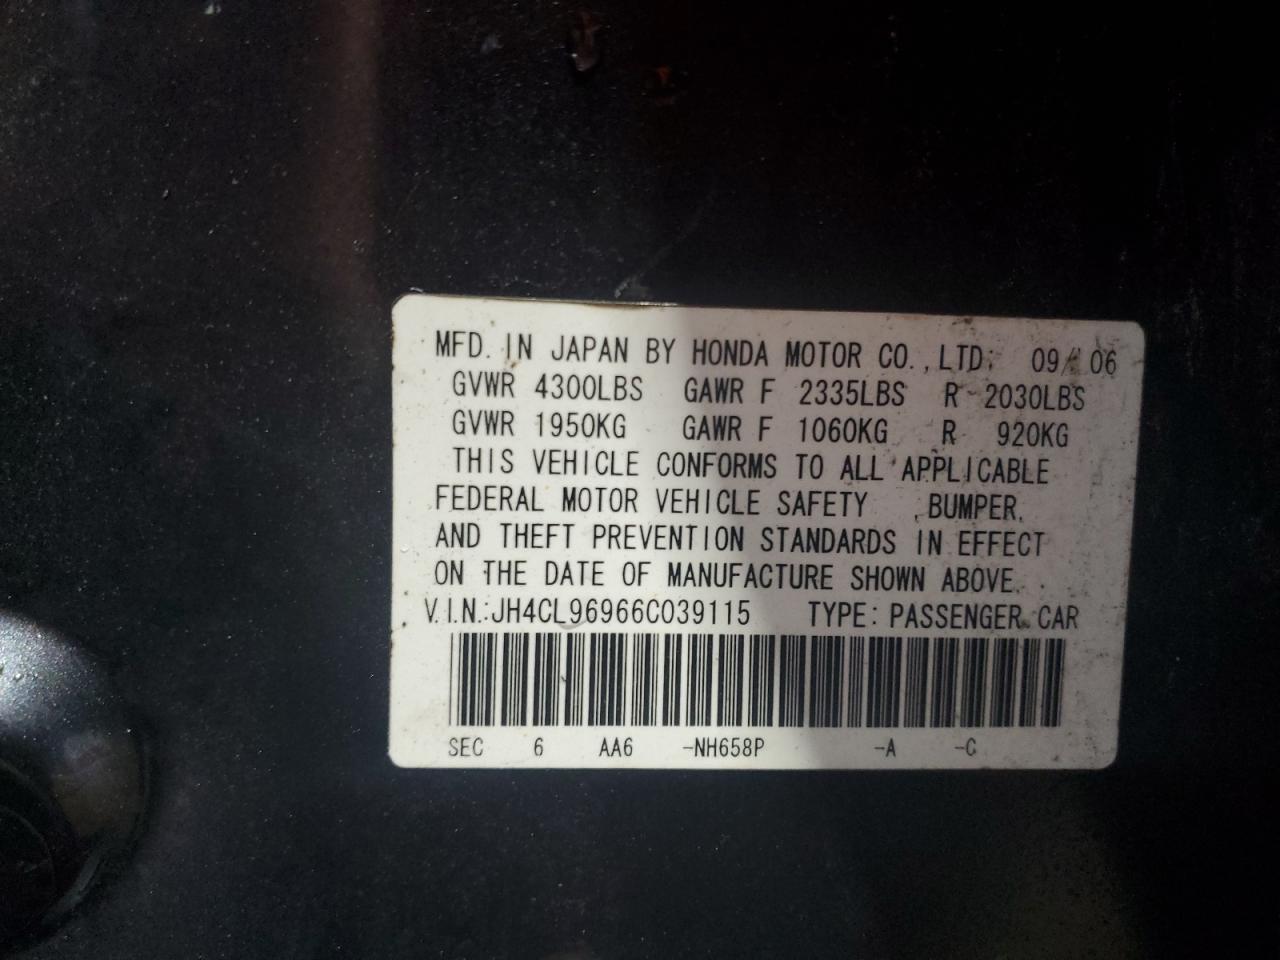 MFD. IN JAPAN BY HONDA MOTOR CO.,LTD. 09/ 06
GVWR 4300LBS GAWR F 2335LBS R 2030LBS
GVWR 1950KG GAWR F 1060KG R 920KG
THIS VEHICLE CONFORMS TO ALL APPLICABLE
FEDERAL MOTOR VEHICLE SAFETY , BUMPER,
AND THEFT PREVENTION STANDARDS IN EFFECT
ON THE DATE OF MANUFACTURE SHOWN ABOVE.
V.I.N.:JH4CL96966C039115 TYPE: PASSENGER CAR
SEC 6 AA6 -NH658P -A -C